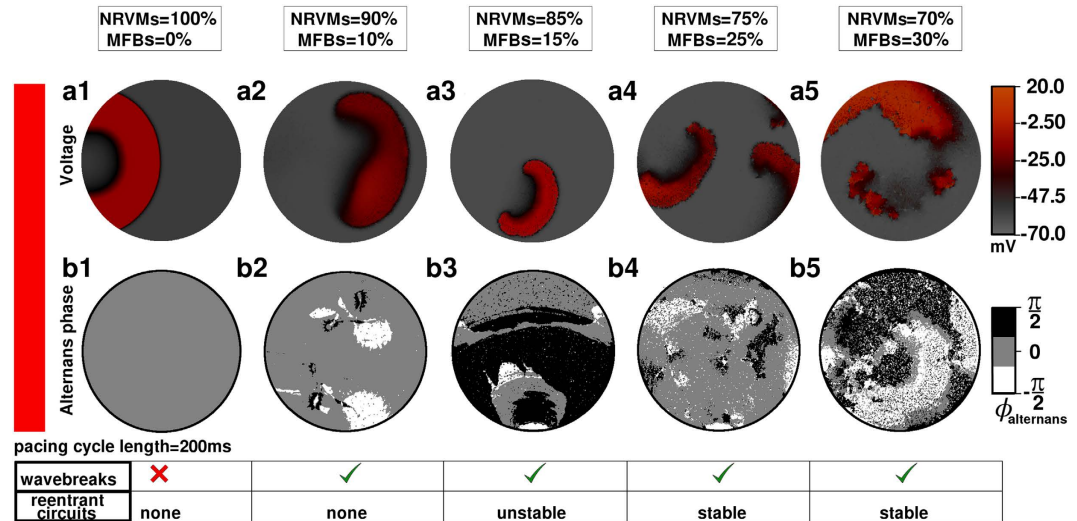 NRVMs=100%
MFBs=0%
NRVMs=90%
MFBs=10%
NRVMs=85%
MFBs=15%
NRVMs=75%
MFBs=25%
NRVMs=70%
MFBs=30%
a1
a2
a3
a4
a5
Voltage
20.0
-2.50
-25.0
-47.5
-70.0
mV
b1
b2
b3
b4
b5
Alternans phase
π/2
0
-π/2
ϕalternans
pacing cycle length=200ms
wavebreaks ✗ ✓ ✓ ✓ ✓
reentrant
circuits none none unstable stable stable